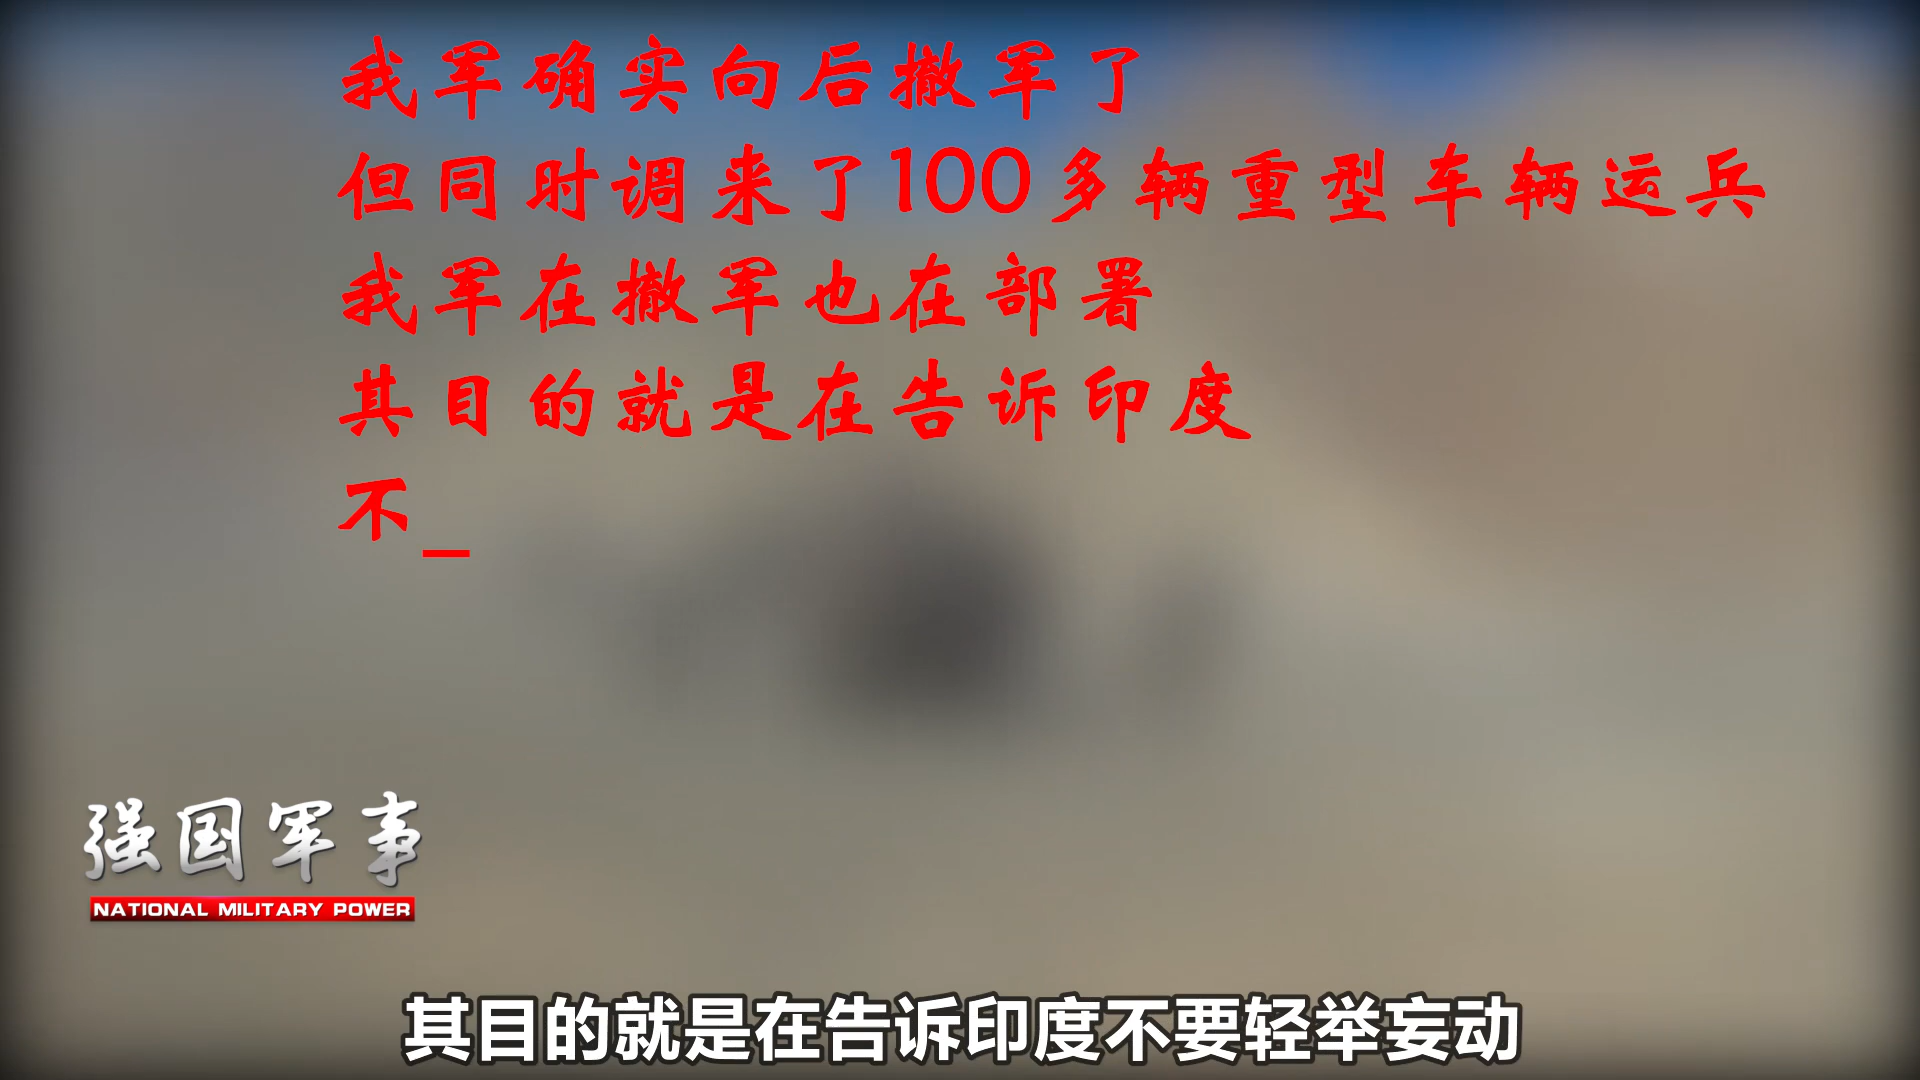 我军确实向后撤军了
但同时调来了100多辆重型车辆运兵
我军在撤军也在部署
其目的就是在告诉印度
不_
强国军事
NATIONAL MILITARY POWER
其目的就是在告诉印度不要轻举妄动